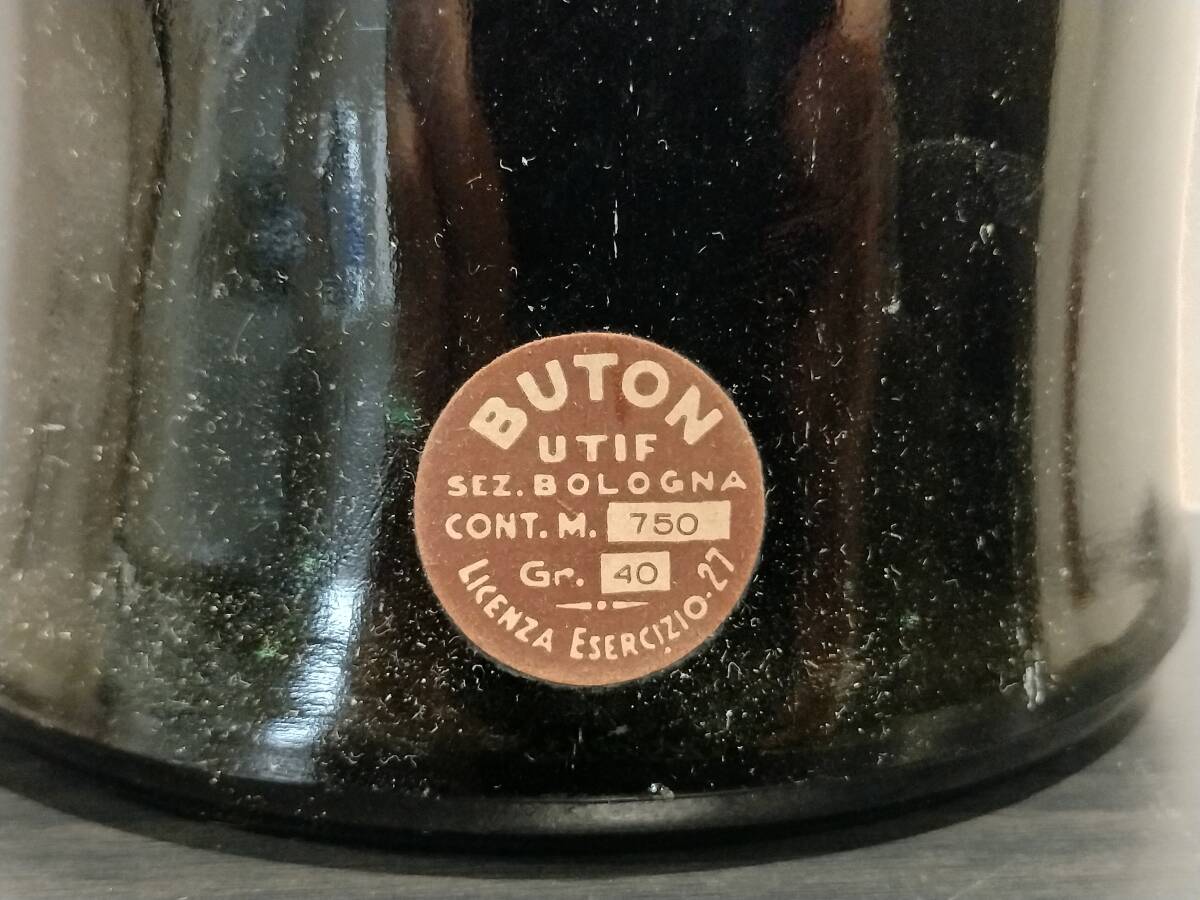 BUTON
UTIF
SEZ. BOLOGNA
CONT. M. 750
Gr. 40
LICENZA ESERCIZIO-27